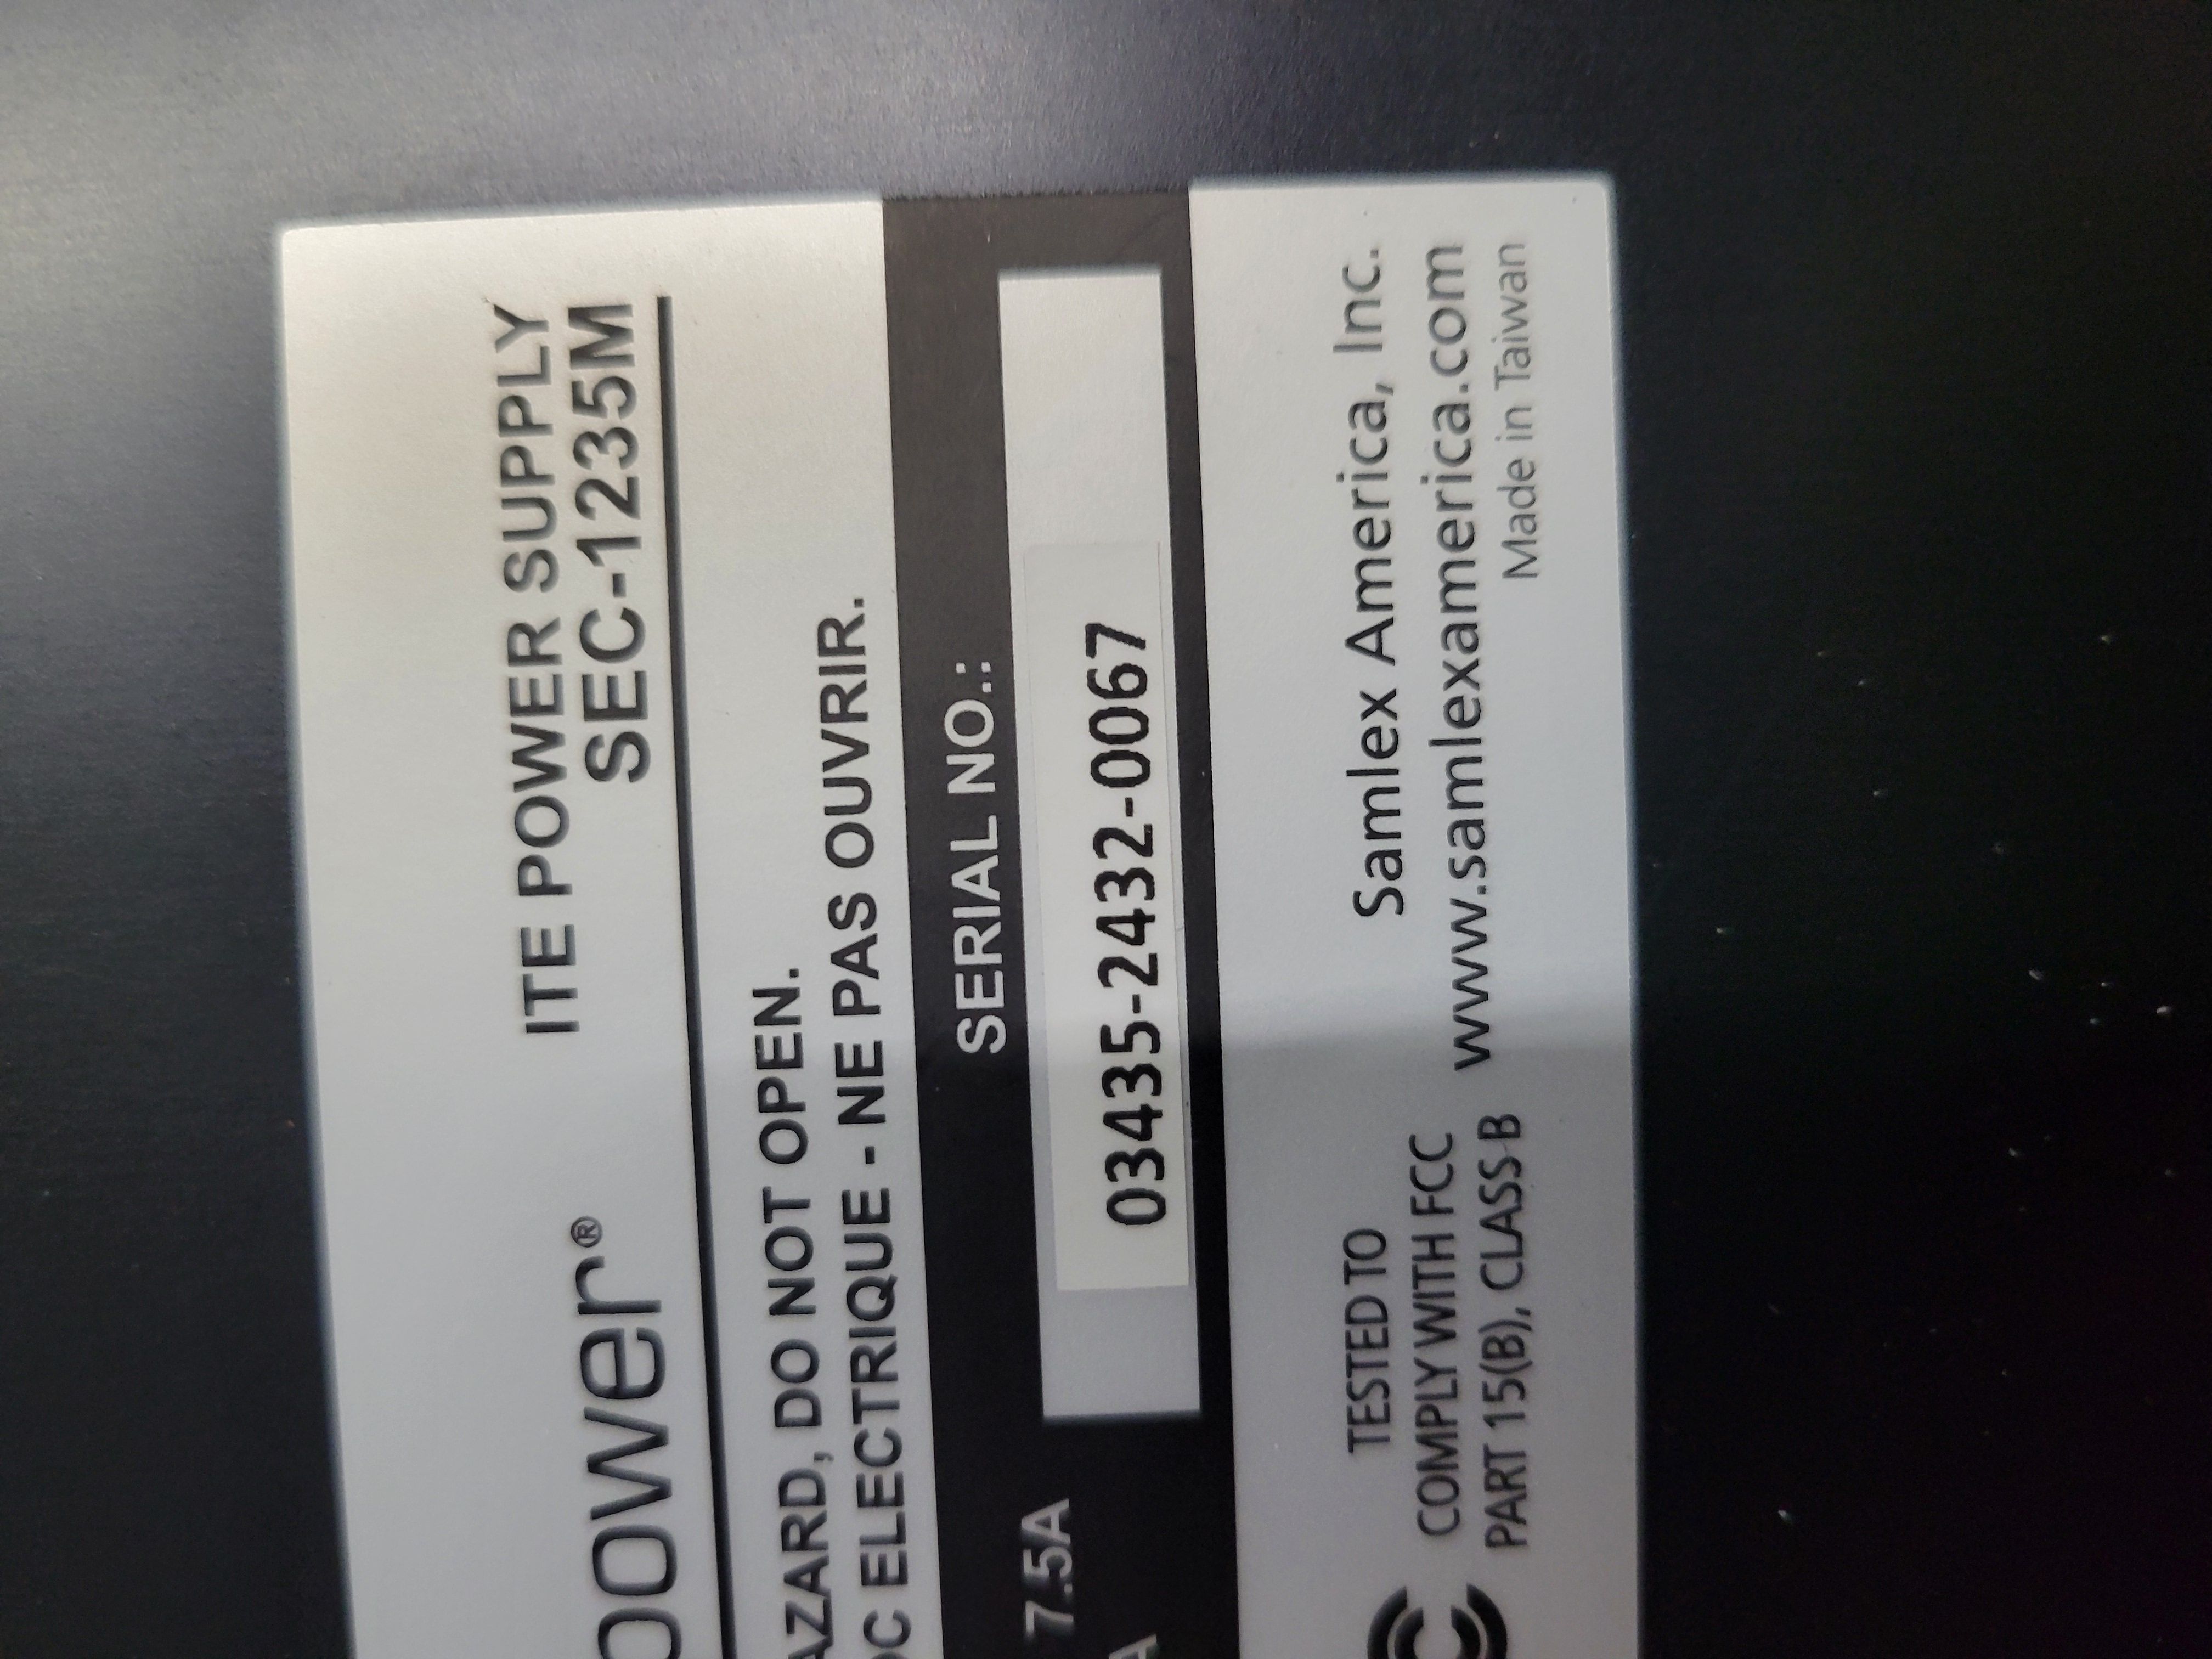 ITE POWER SUPPLY
power® SEC-1235M
AZARD, DO NOT OPEN.
OC ELECTRIQUE - NE PAS OUVRIR.
SERIAL NO.:
03435-2432-0067
7.5A
A
TESTED TO
COMPLY WITH FCC
PART 15(B), CLASS B
Samlex America, Inc.
www.samlexamerica.com
Made in Taiwan